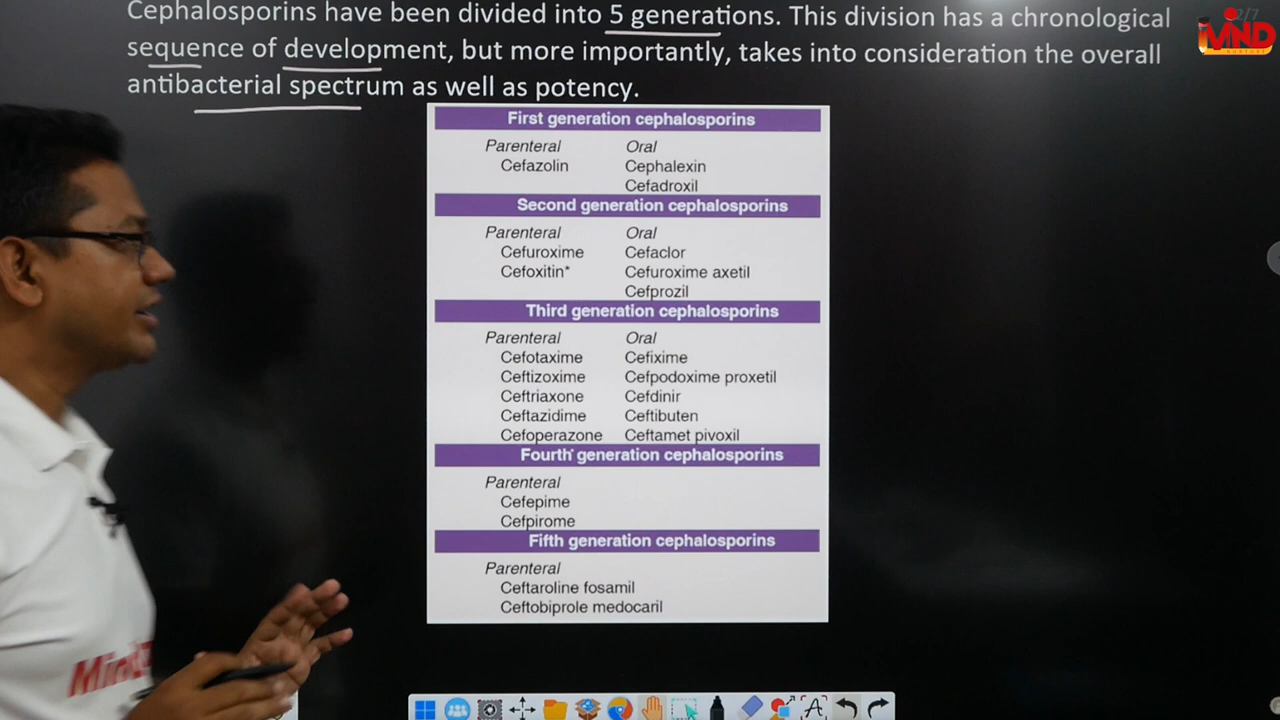 Cephalosporins have been divided into 5 generations. This division has a chronological
sequence of development, but more importantly, takes into consideration the overall
antibacterial spectrum as well as potency.
First generation cephalosporins
Parenteral Oral
Cefazolin Cephalexin
Cefadroxil
Second generation cephalosporins
Parenteral Oral
Cefuroxime Cefaclor
Cefoxitin* Cefuroxime axetil
Cefprozil
Third generation cephalosporins
Parenteral Oral
Cefotaxime Cefixime
Ceftizoxime Cefpodoxime proxetil
Ceftriaxone Cefdinir
Ceftazidime Ceftibuten
Cefoperazone Ceftamet pivoxil
Fourth generation cephalosporins
Parenteral
Cefepime
Cefpirome
Fifth generation cephalosporins
Parenteral
Ceftaroline fosamil
Ceftobiprole medocaril